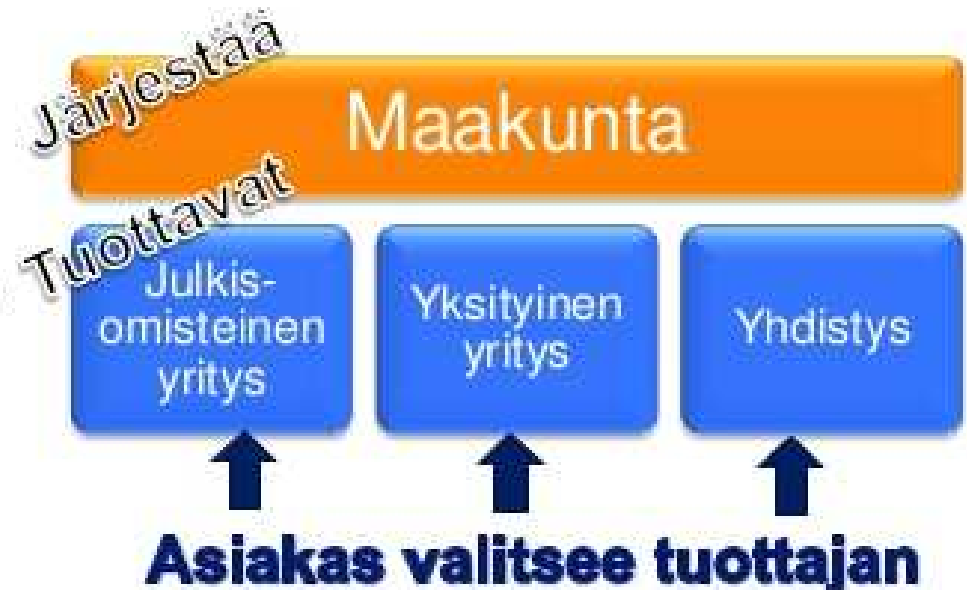 Järjestää
Maakunta
Tuottavat
Julkis-
omisteinen
yritys
Yksityinen
yritys
Yhdistys
Asiakas valitsee tuottajan